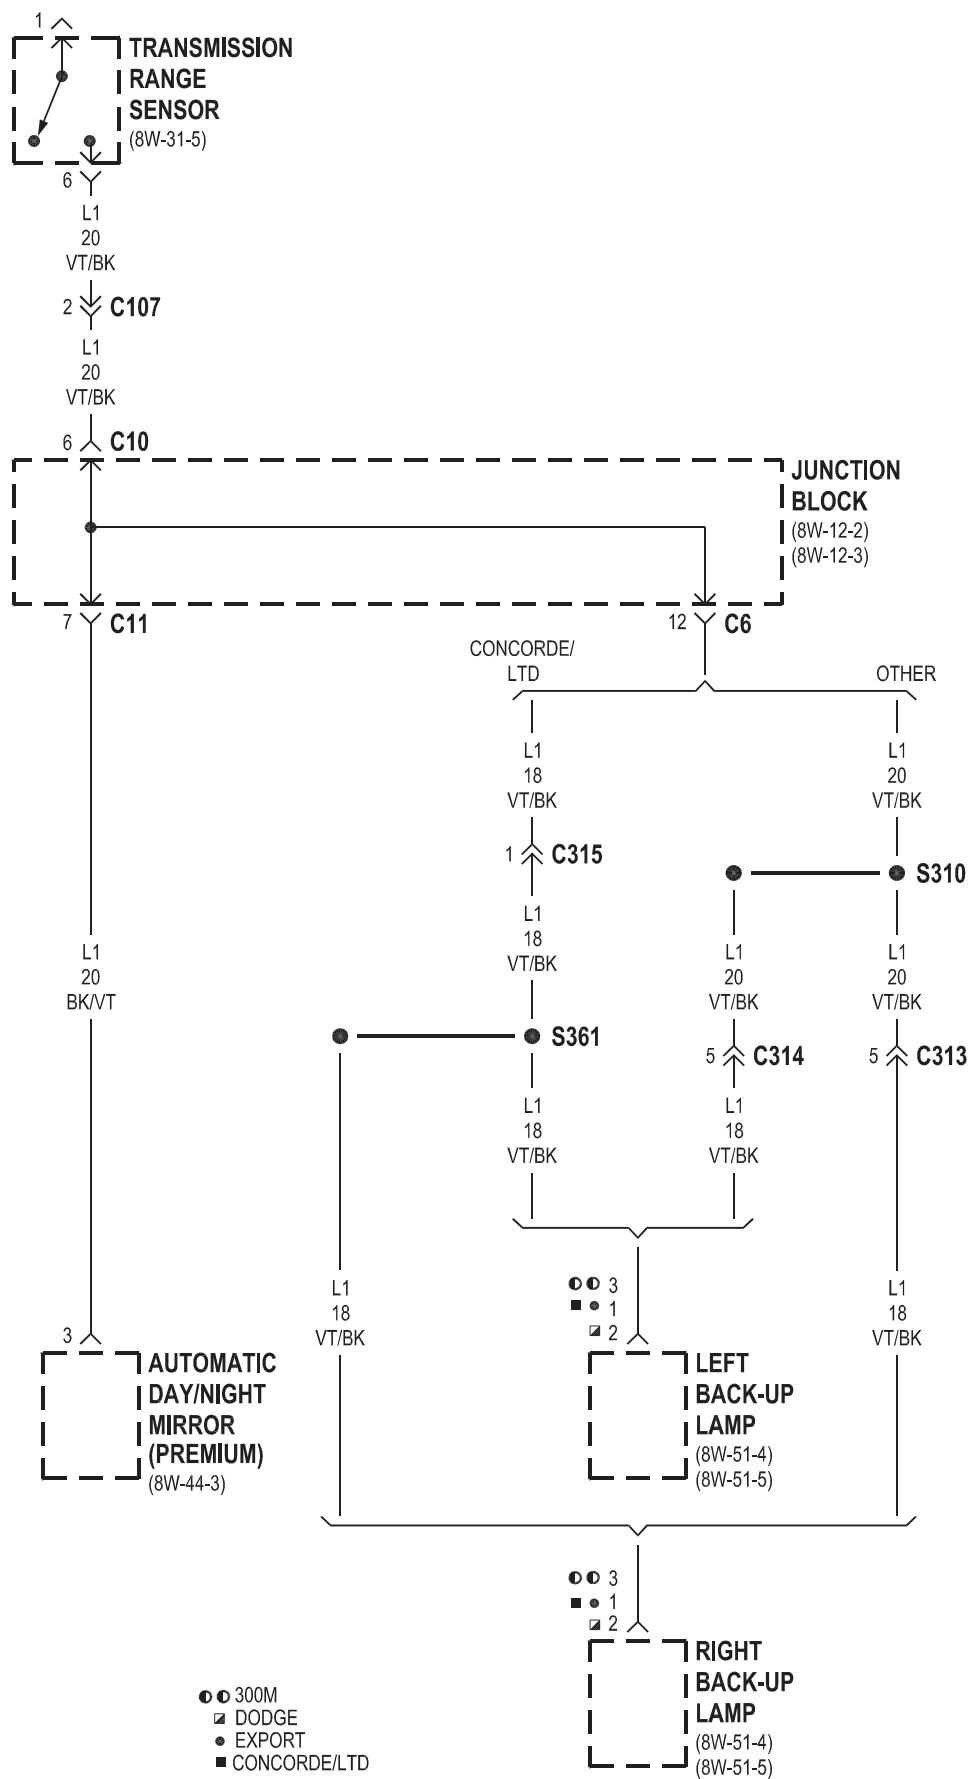 1
TRANSMISSION
RANGE
SENSOR
(8W-31-5)
6
L1
20
VT/BK
2
C107
L1
20
VT/BK
6
C10
JUNCTION
BLOCK
(8W-12-2)
(8W-12-3)
7
C11
12
C6
CONCORDE/
LTD
OTHER
L1
18
VT/BK
L1
20
VT/BK
1
C315
S310
L1
18
VT/BK
L1
20
BK/VT
L1
20
VT/BK
L1
20
VT/BK
S361
5
C314
5
C313
L1
18
VT/BK
L1
18
VT/BK
L1
18
VT/BK
L1
18
VT/BK
3
1
2
3
AUTOMATIC
DAY/NIGHT
MIRROR
(PREMIUM)
(8W-44-3)
LEFT
BACK-UP
LAMP
(8W-51-4)
(8W-51-5)
3
1
2
RIGHT
BACK-UP
LAMP
(8W-51-4)
(8W-51-5)
300M
DODGE
EXPORT
CONCORDE/LTD